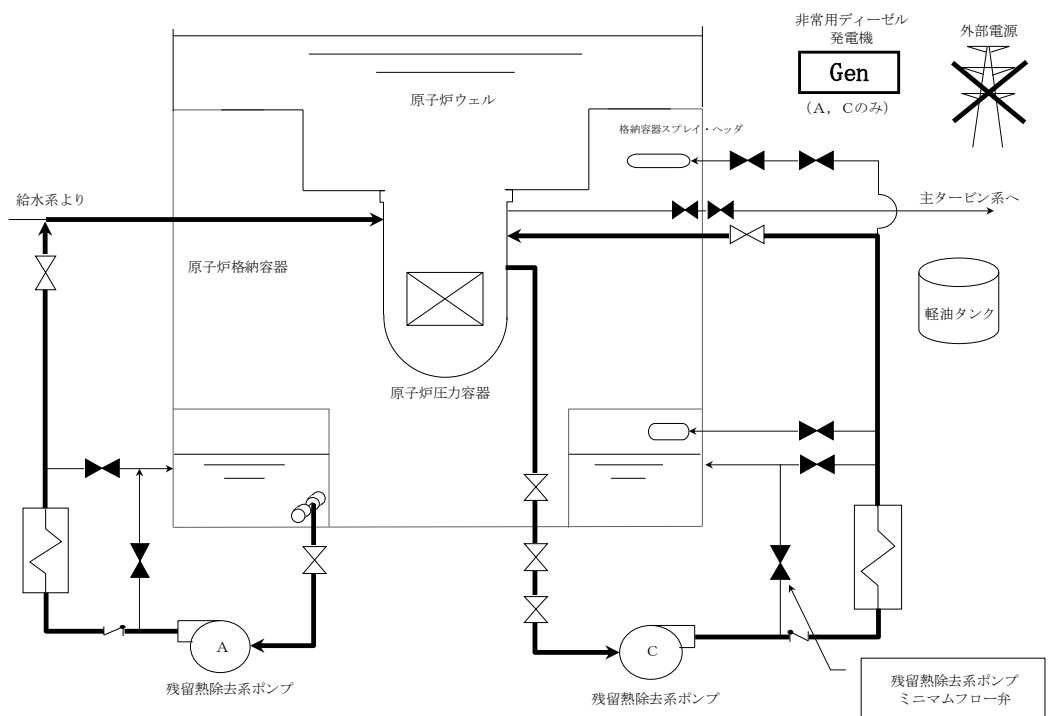 非常用ディーゼル
発電機
外部電源
Gen
(A, Cのみ)
原子炉ウェル
格納容器スプレイ・ヘッダ
給水系より
主タービン系へ
原子炉格納容器
軽油タンク
原子炉圧力容器
A
C
残留熱除去系ポンプ
残留熱除去系ポンプ
残留熱除去系ポンプ
ミニマムフロー弁